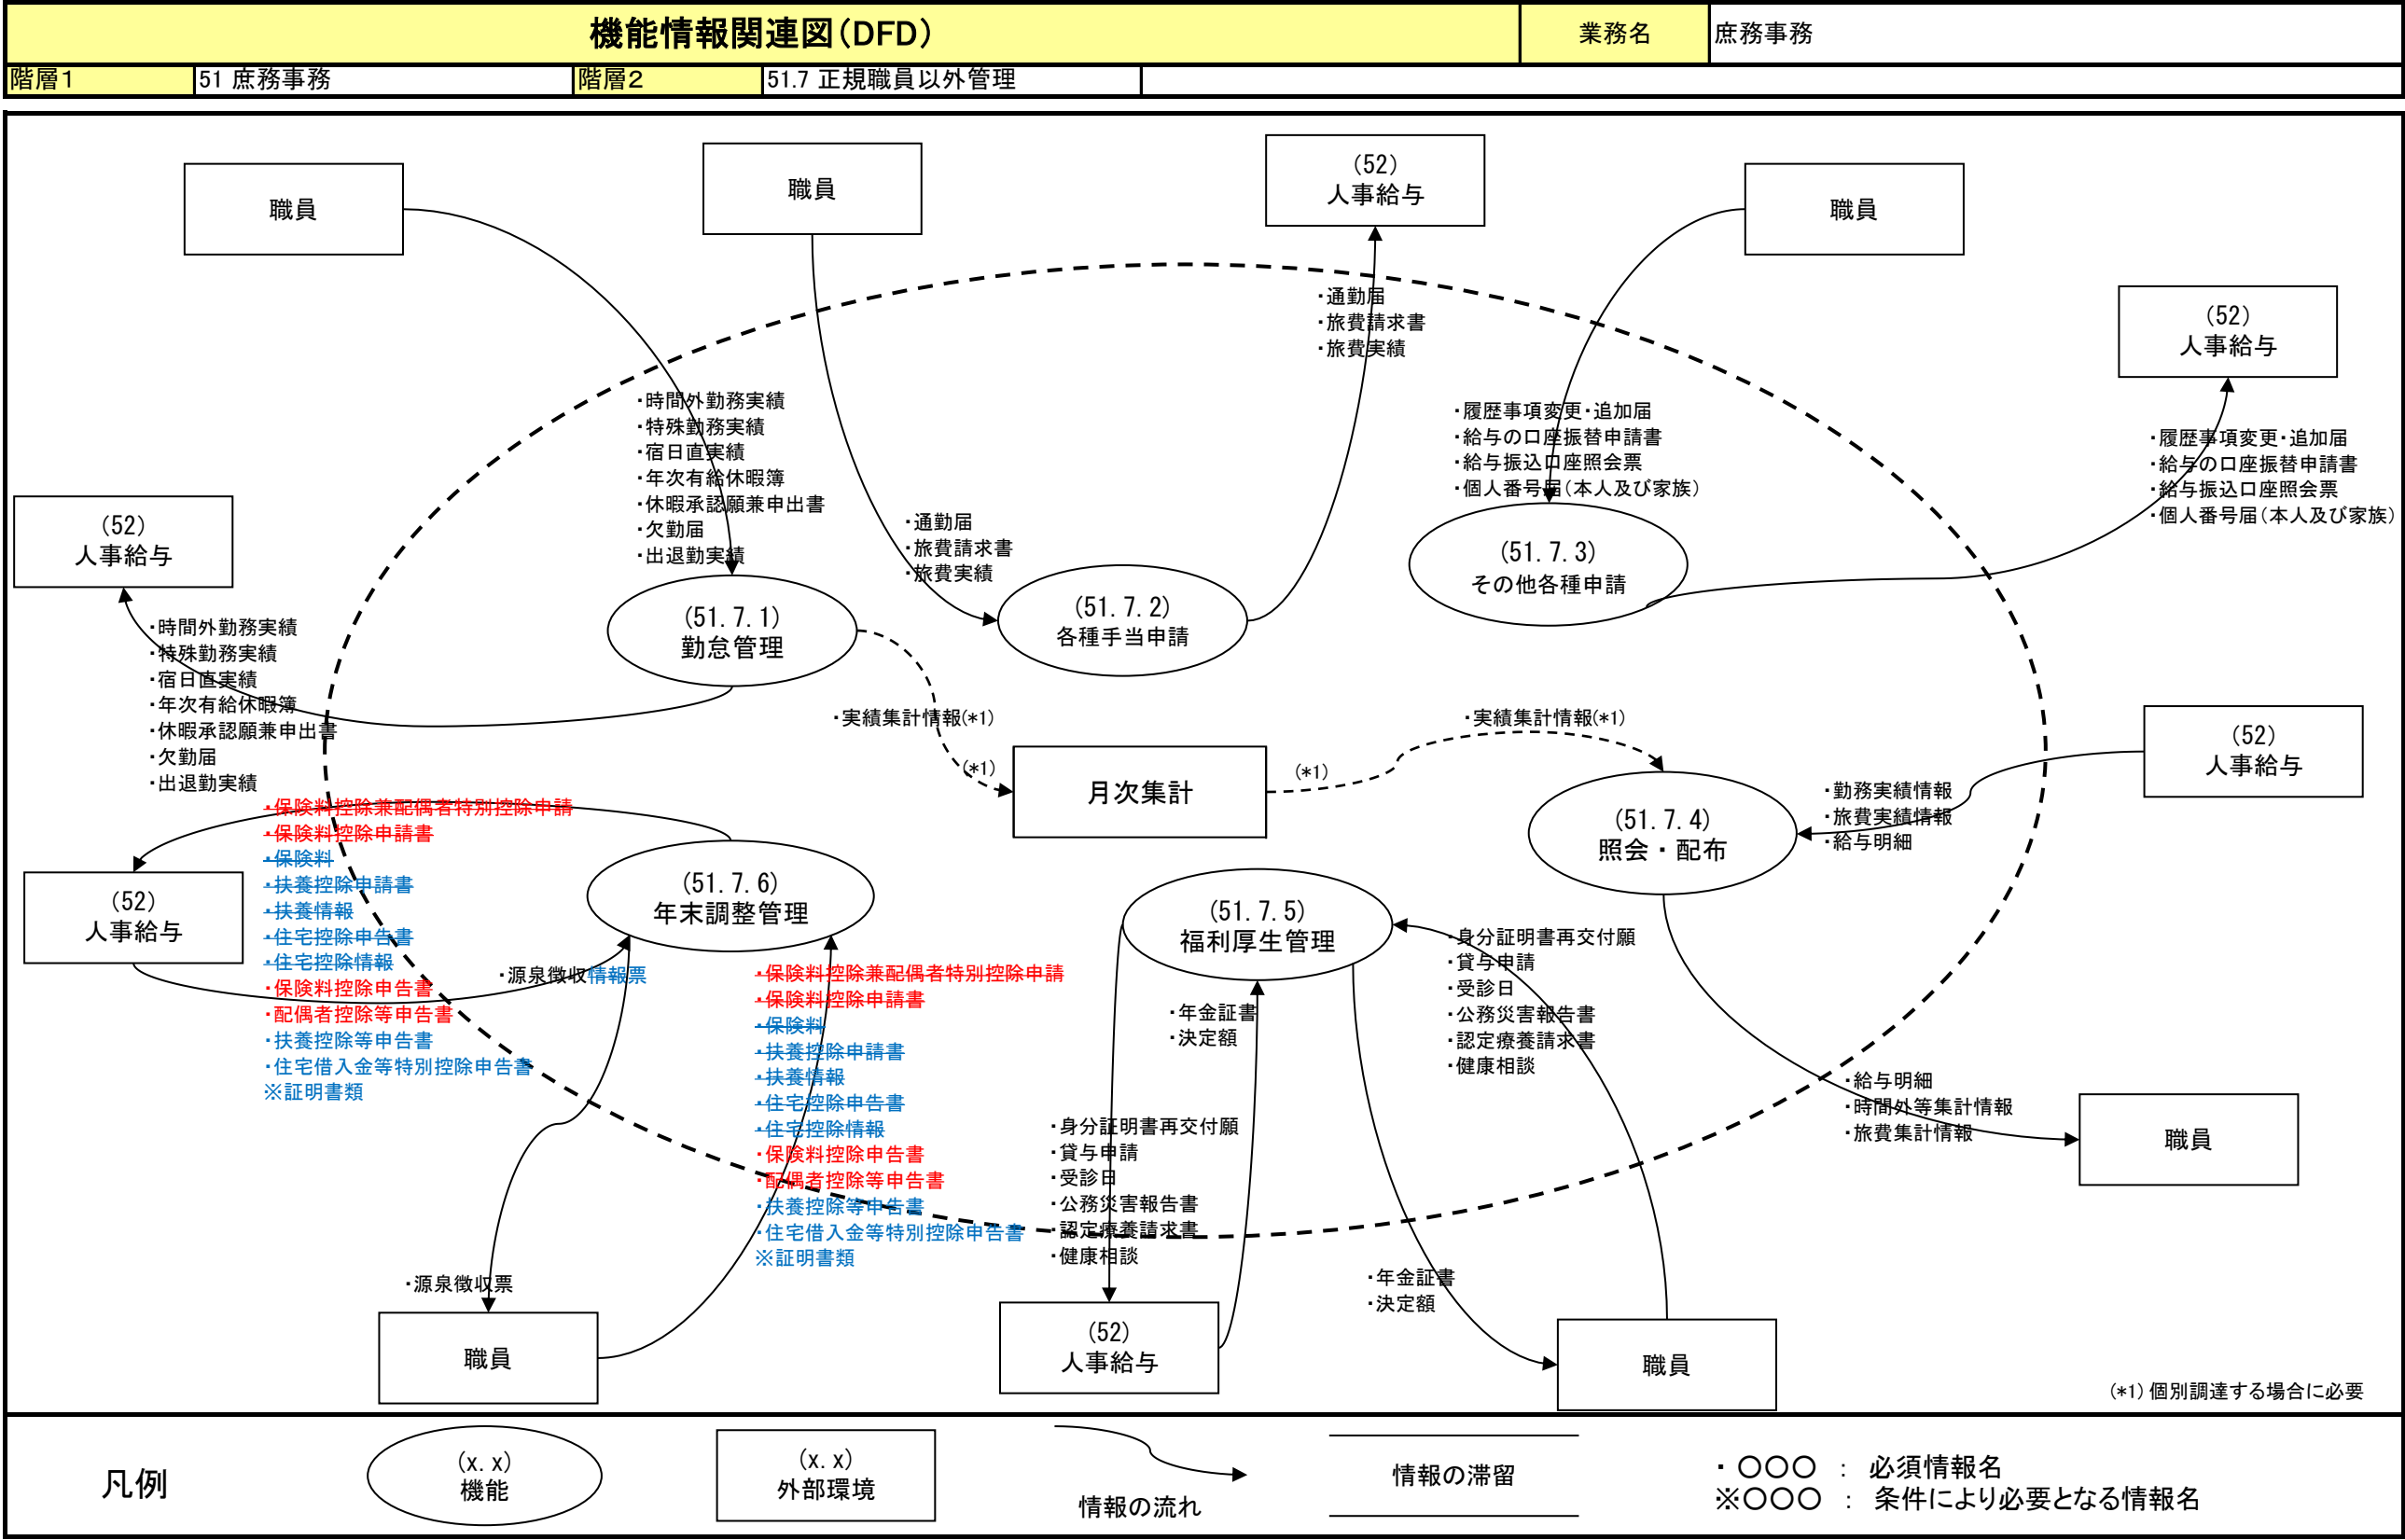 機能情報関連図(DFD)
業務名
庶務事務
階層1
51 庶務事務
階層2
51.7 正規職員以外管理
職員
職員
(52)
人事給与
職員
(52)
人事給与
・通勤届
・旅費請求書
・旅費実績
・時間外勤務実績
・特殊勤務実績
・宿日直実績
・年次有給休暇簿
・休暇承認願兼申出書
・欠勤届
・出退勤実績
・履歴事項変更・追加届
・給与の口座振替申請書
・給与振込口座照会票
・個人番号届(本人及び家族)
・履歴事項変更・追加届
・給与の口座振替申請書
・給与振込口座照会票
・個人番号届(本人及び家族)
(52)
人事給与
・通勤届
・旅費請求書
・旅費実績
(51.7.1)
勤怠管理
(51.7.2)
各種手当申請
(51.7.3)
その他各種申請
・時間外勤務実績
・特殊勤務実績
・宿日直実績
・年次有給休暇簿
・休暇承認願兼申出書
・欠勤届
・出退勤実績
・実績集計情報(*1)
(*1)
月次集計
・実績集計情報(*1)
(*1)
(52)
人事給与
・勤務実績情報
・旅費実績情報
・給与明細
(51.7.4)
照会・配布
・保険料控除兼配偶者特別控除申請
・保険料控除申請書
・保険料
・扶養控除申請書
・扶養情報
・住宅控除申告書
・住宅控除情報
・保険料控除申告書
・配偶者控除等申告書
・扶養控除等申告書
・住宅借入金等特別控除申告書
※証明書類
(52)
人事給与
(51.7.6)
年末調整管理
・源泉徴収情報票
・保険料控除兼配偶者特別控除申請
・保険料控除申請書
・保険料
・扶養控除申請書
・扶養情報
・住宅控除申告書
・住宅控除情報
・保険料控除申告書
・配偶者控除等申告書
・扶養控除等申告書
・住宅借入金等特別控除申告書
※証明書類
(51.7.5)
福利厚生管理
・身分証明書再交付願
・貸与申請
・受診日
・公務災害報告書
・認定療養請求書
・健康相談
・年金証書
・決定額
・身分証明書再交付願
・貸与申請
・受診日
・公務災害報告書
・認定療養請求書
・健康相談
・給与明細
・時間外等集計情報
・旅費集計情報
職員
・源泉徴収票
職員
(52)
人事給与
・年金証書
・決定額
職員
(*1)個別調達する場合に必要
凡例
(x.x)
機能
(x.x)
外部環境
情報の流れ
情報の滞留
・ 〇〇〇 : 必須情報名
※〇〇〇 : 条件により必要となる情報名